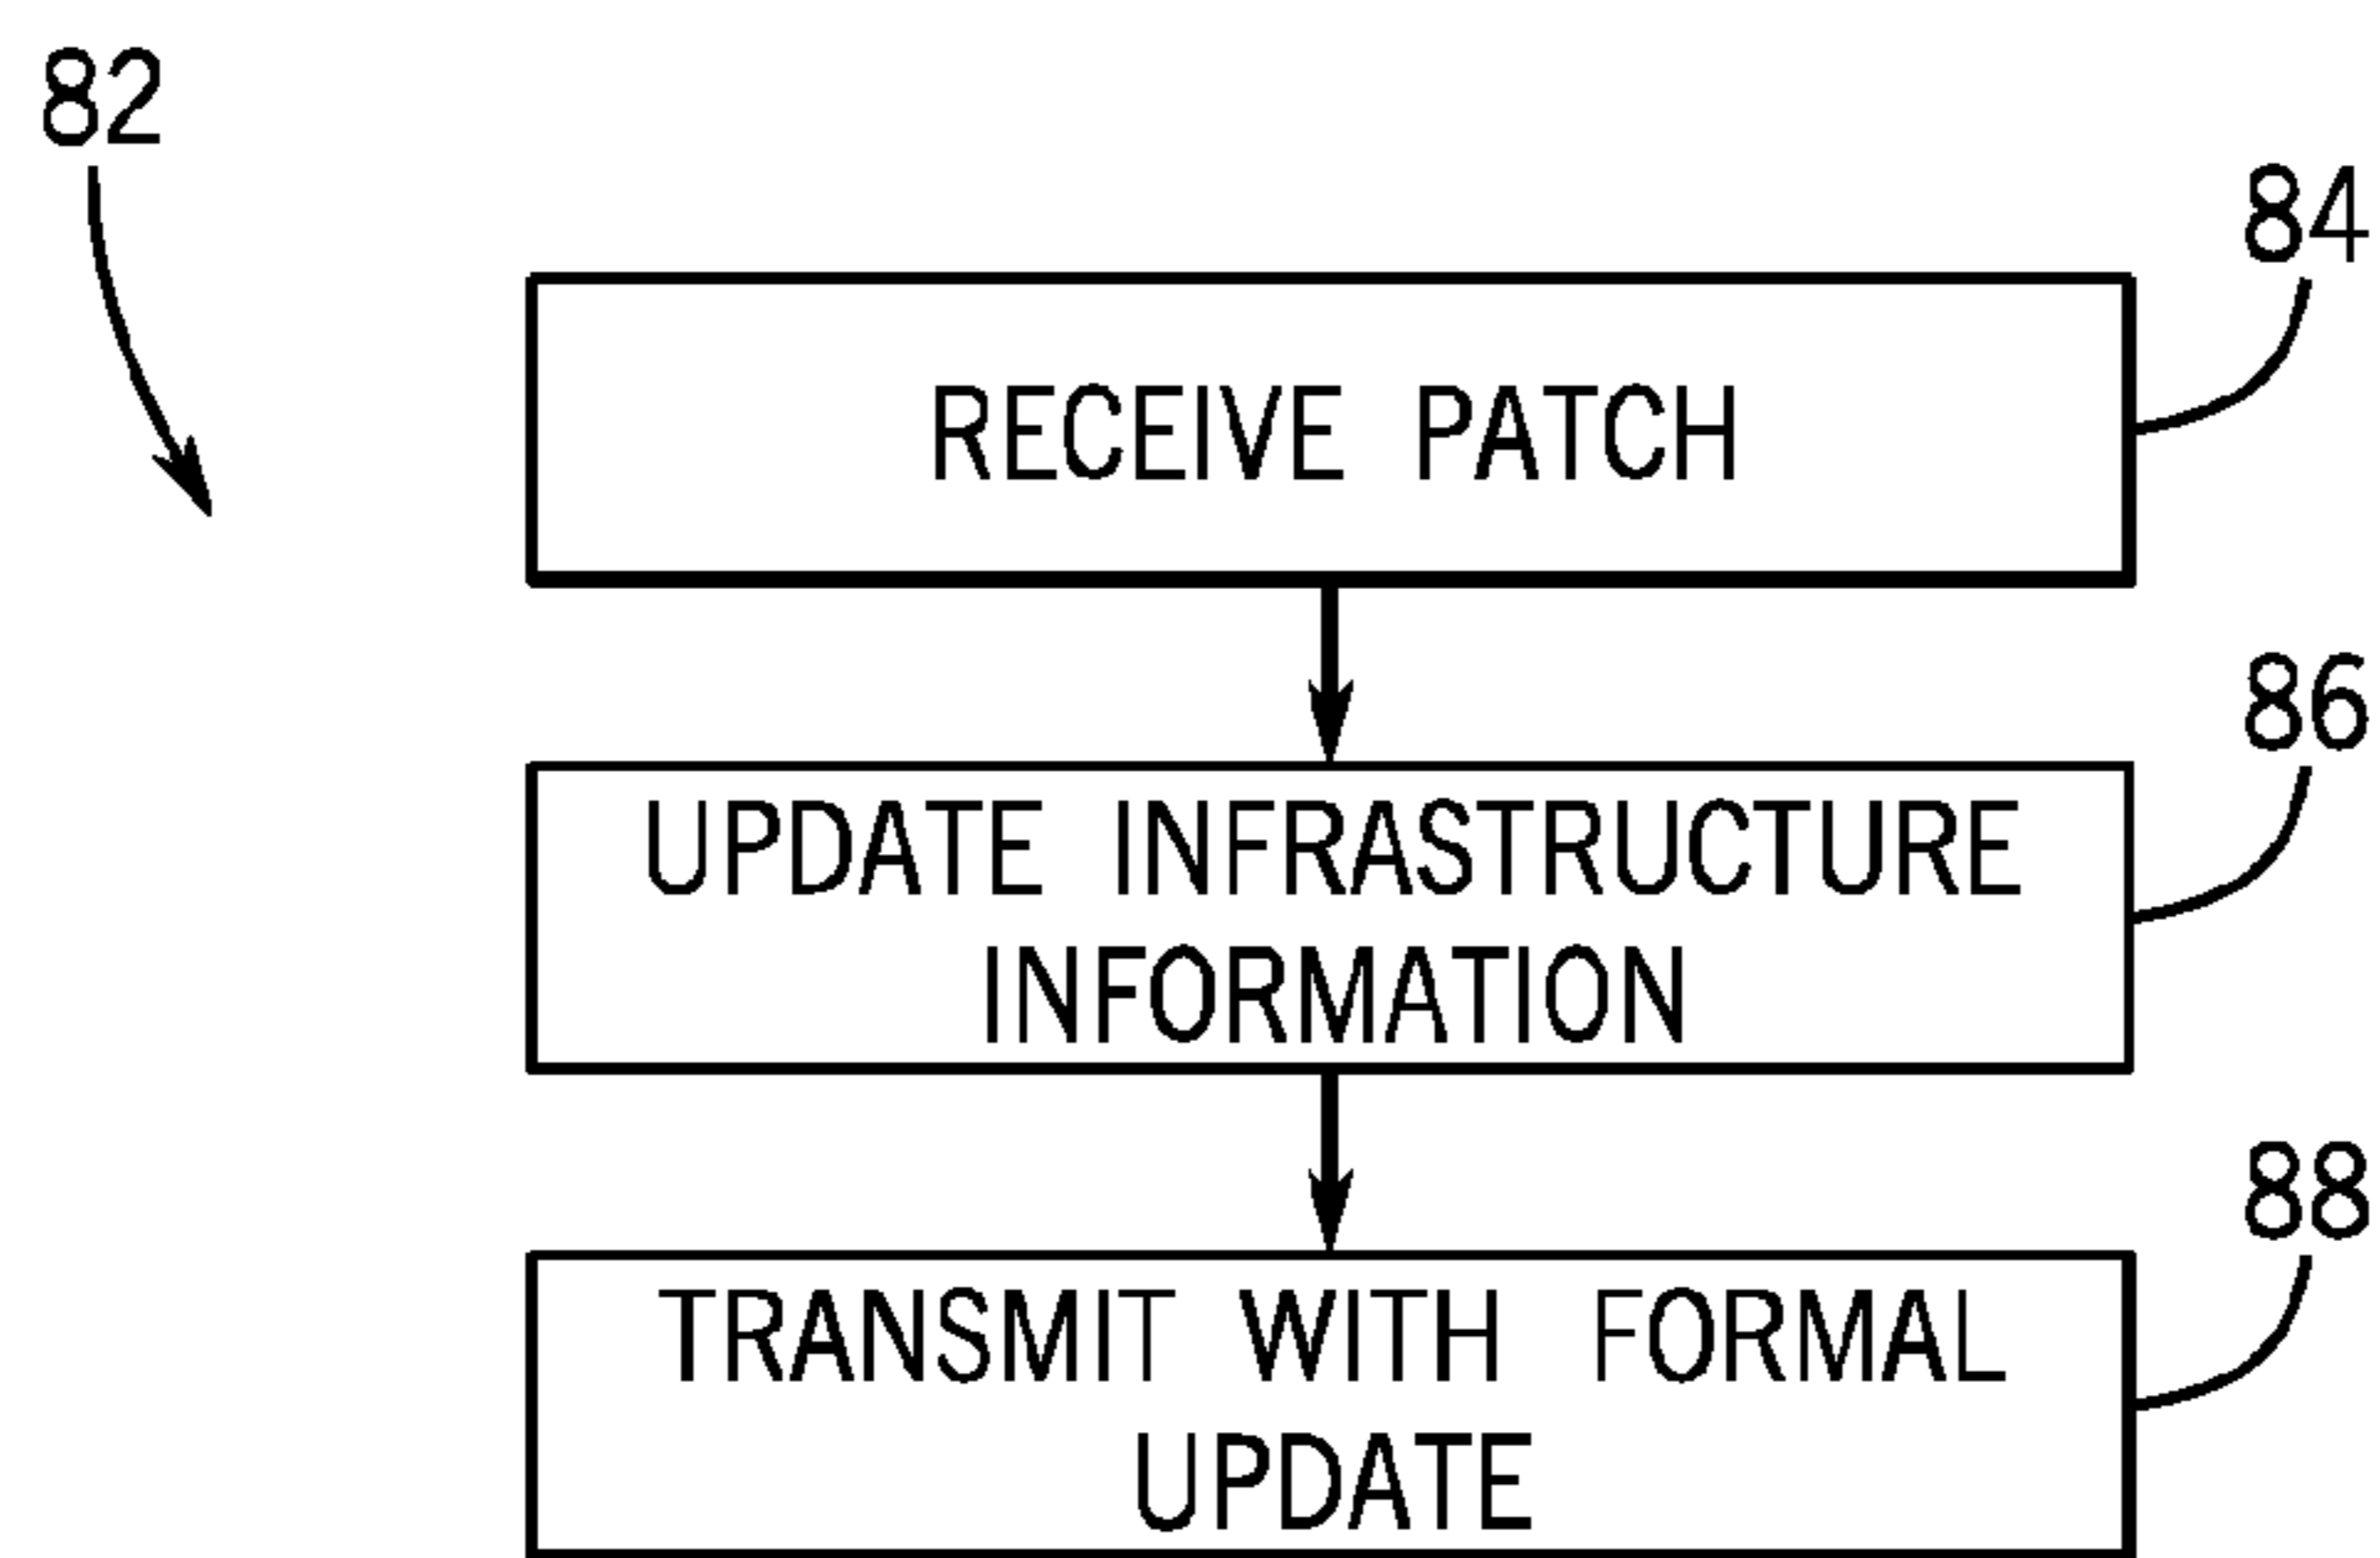 82
84
RECEIVE PATCH
86
UPDATE INFRASTRUCTURE
INFORMATION
88
TRANSMIT WITH FORMAL
UPDATE